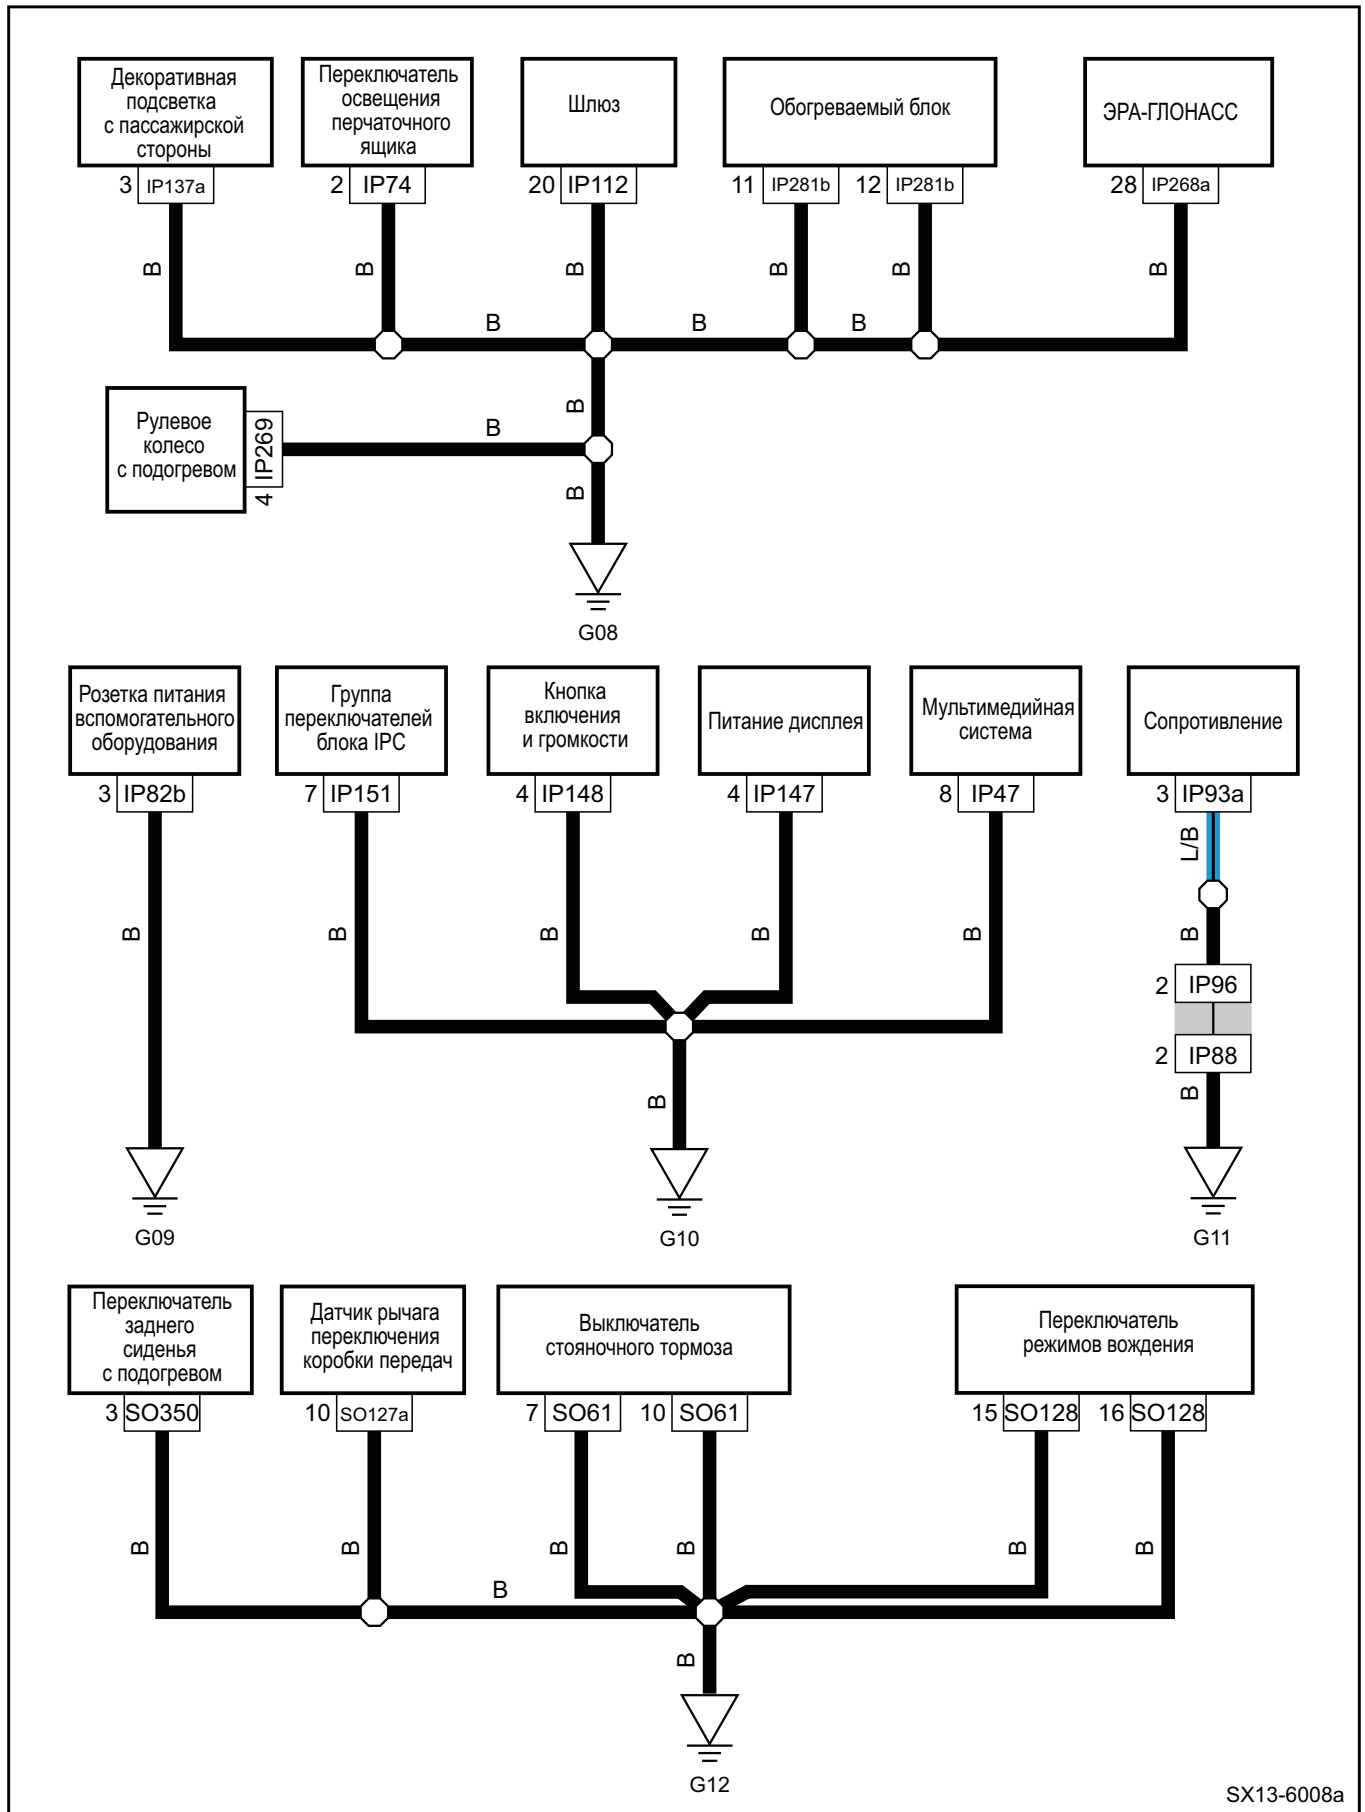 Декоративная
подсветка
с пассажирской
стороны
Переключатель
освещения
перчаточного
ящика
Шлюз
Обогреваемый блок
ЭРА-ГЛОНАСС
3 IP137a
2 IP74
20 IP112
11 IP281b
12 IP281b
28 IP268a
B
B
B
B
B
B
B
B
B
Рулевое
колесо
с подогревом
4 IP269
B
B
B
G08
Розетка питания
вспомогательного
оборудования
Группа
переключателей
блока IPC
Кнопка
включения
и громкости
Питание дисплея
Мультимедийная
система
Сопротивление
3 IP82b
7 IP151
4 IP148
4 IP147
8 IP47
3 IP93a
L/B
B
B
B
B
B
B
2 IP96
2 IP88
B
B
G09
G10
G11
Переключатель
заднего
сиденья
с подогревом
Датчик рычага
переключения
коробки передач
Выключатель
стояночного тормоза
Переключатель
режимов вождения
3 SO350
10 SO127a
7 SO61
10 SO61
15 SO128
16 SO128
B
B
B
B
B
B
B
B
G12
SX13-6008a